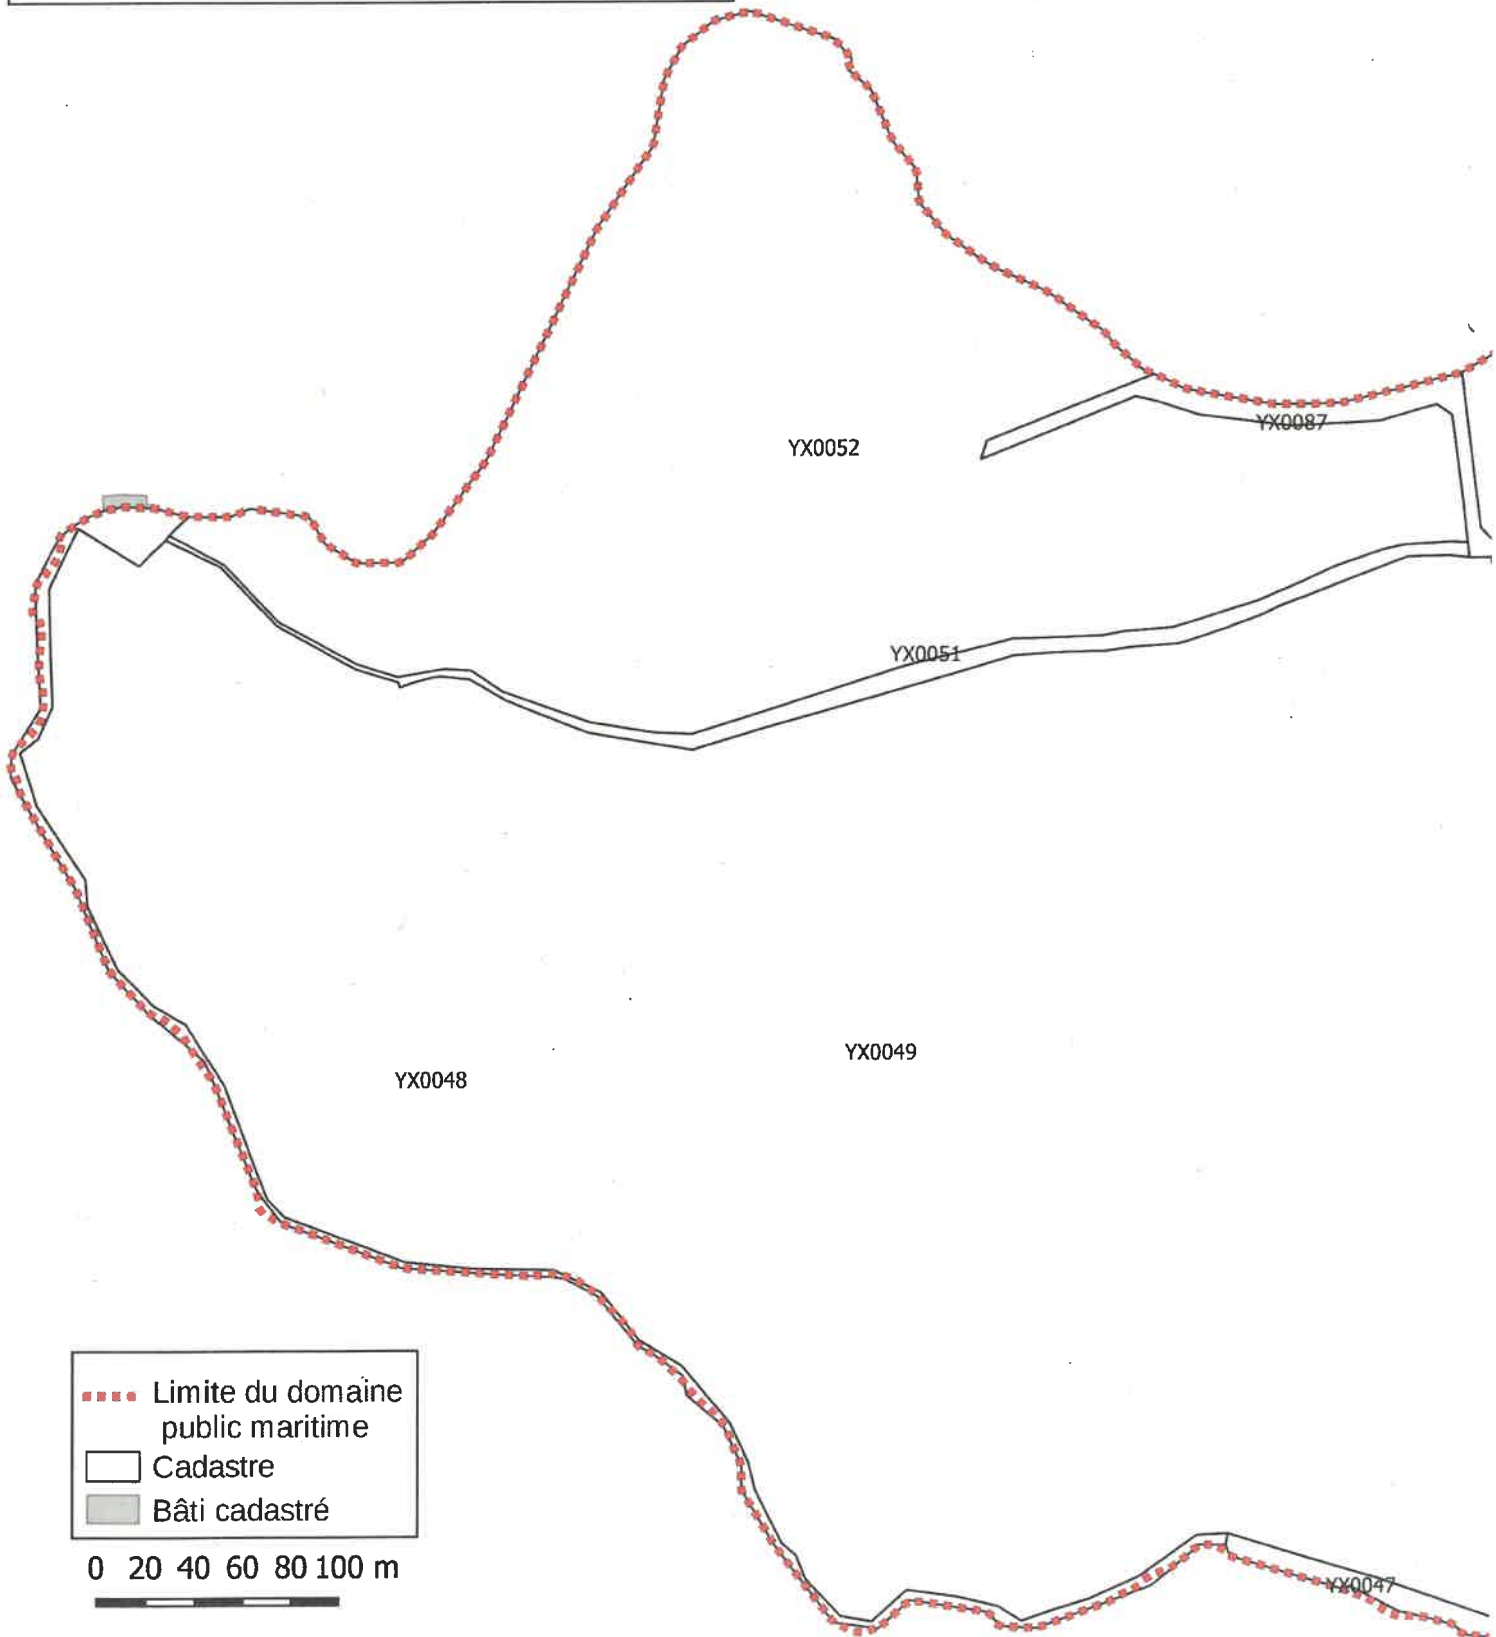 YX0052
YX0087
YX0051
YX0049
YX0048
Limite du domaine
public maritime
Cadastre
Bâti cadastré
0 20 40 60 80 100 m
YX0047